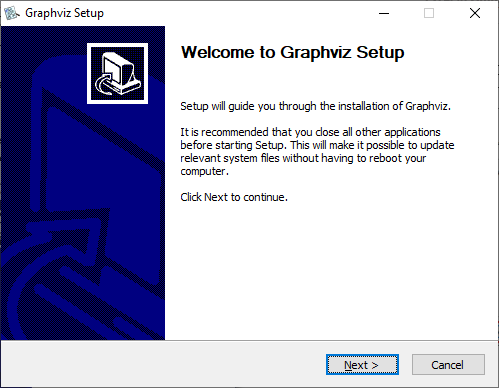 Graphviz Setup
Welcome to Graphviz Setup
Setup will guide you through the installation of Graphviz.
It is recommended that you close all other applications
before starting Setup. This will make it possible to update
relevant system files without having to reboot your
computer.
Click Next to continue.
Next >
Cancel